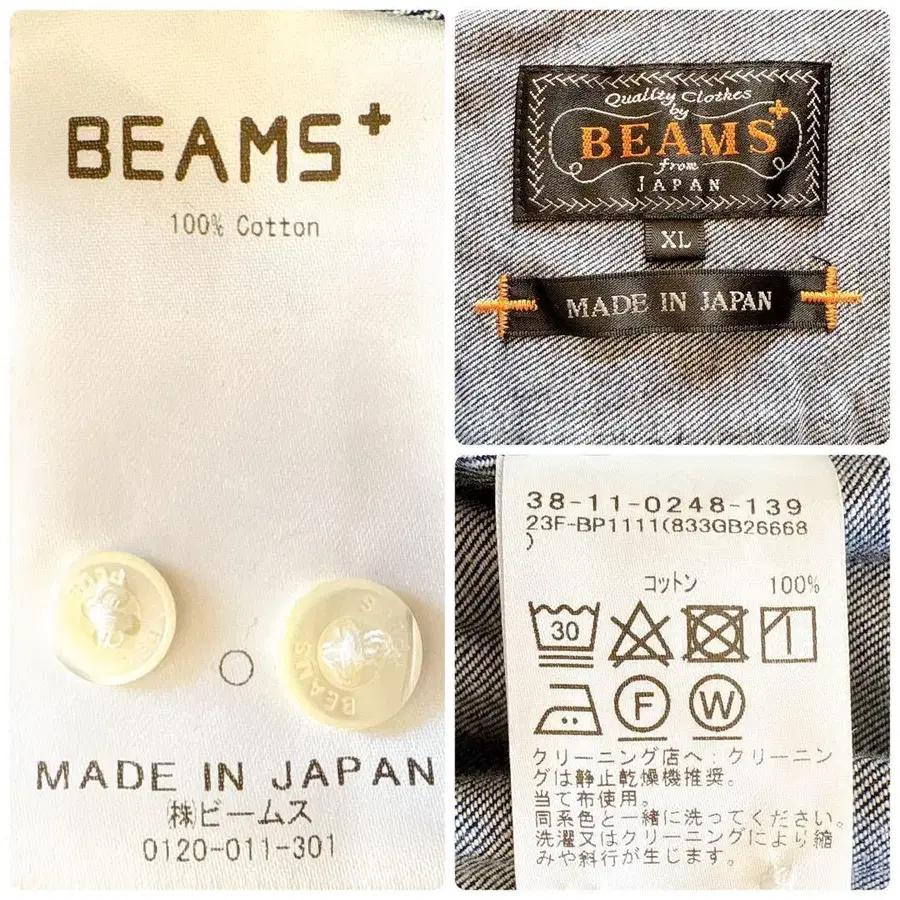 BEAMS+
100% Cotton
BEAMS
MADE IN JAPAN
㈱ビームス
0120-011-301
Quality Clothes
by
BEAMS+
from
JAPAN
XL
MADE IN JAPAN
38-11-0248-139
23F-BP1111(833GB26668
)
コットン 100%
30
F W
クリーニング店へ:クリーニン
グは静止乾燥機推奨。
当て布使用。
同系色と一緒に洗ってください。
洗濯又はクリーニングにより縮
みや斜行が生じます。